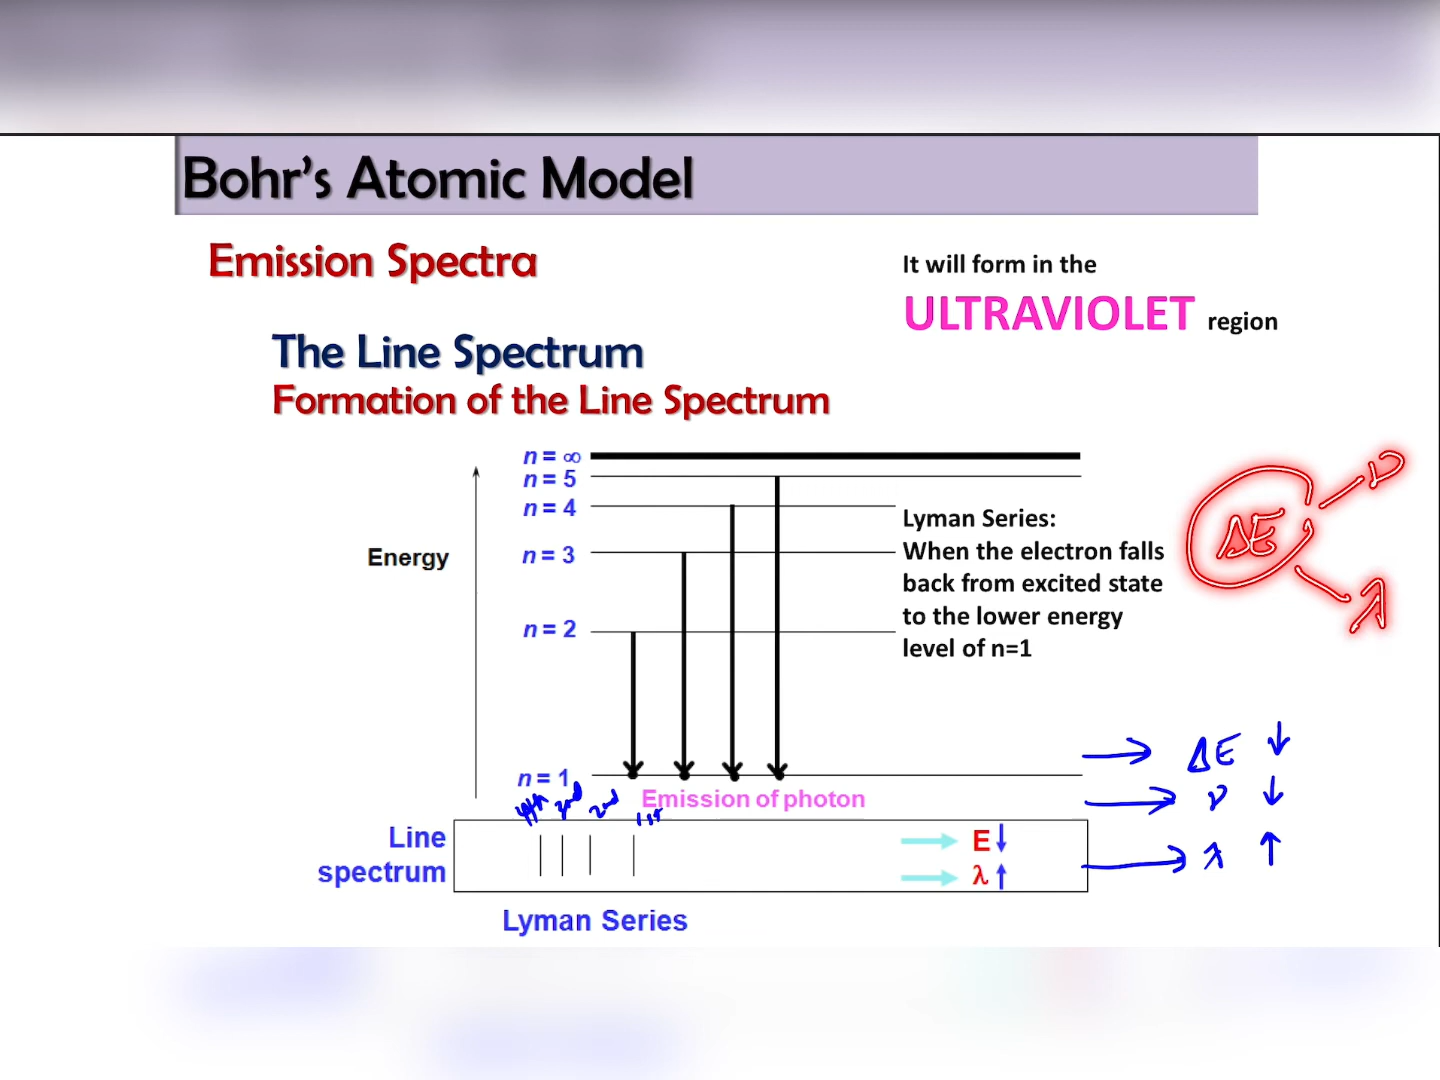 Bohr's Atomic Model
Emission Spectra
It will form in the
ULTRAVIOLET region
The Line Spectrum
Formation of the Line Spectrum
n = ∞
n = 5
n = 4
n = 3
n = 2
n = 1
Energy
Lyman Series:
When the electron falls
back from excited state
to the lower energy
level of n=1
ΔE
ν
λ
→ ΔE ↓
→ ν ↓
→ λ ↑
4th 2nd 1st
Emission of photon
Line
spectrum
→ E↓
→ λ↑
Lyman Series